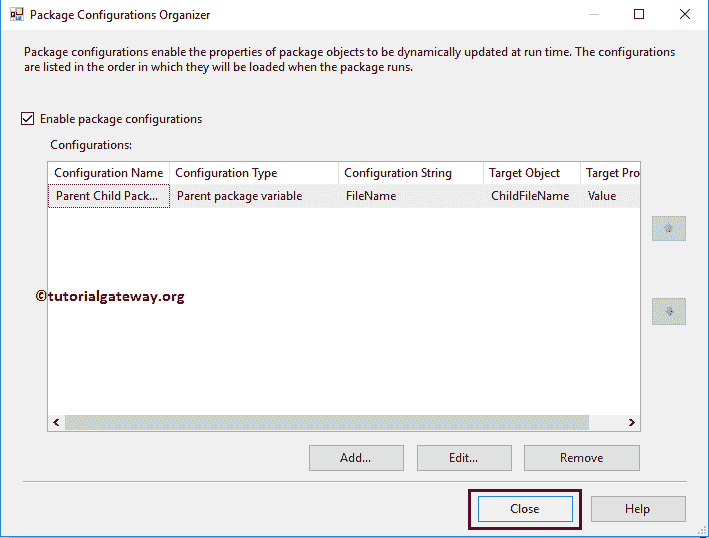 Package Configurations Organizer
Package configurations enable the properties of package objects to be dynamically updated at run time. The configurations
are listed in the order in which they will be loaded when the package runs.
Enable package configurations
Configurations:
Configuration Name Configuration Type Configuration String Target Object Target Pro
Parent Child Pack... Parent package variable FileName ChildFileName Value
©tutorialgateway.org
Add... Edit... Remove
Close Help